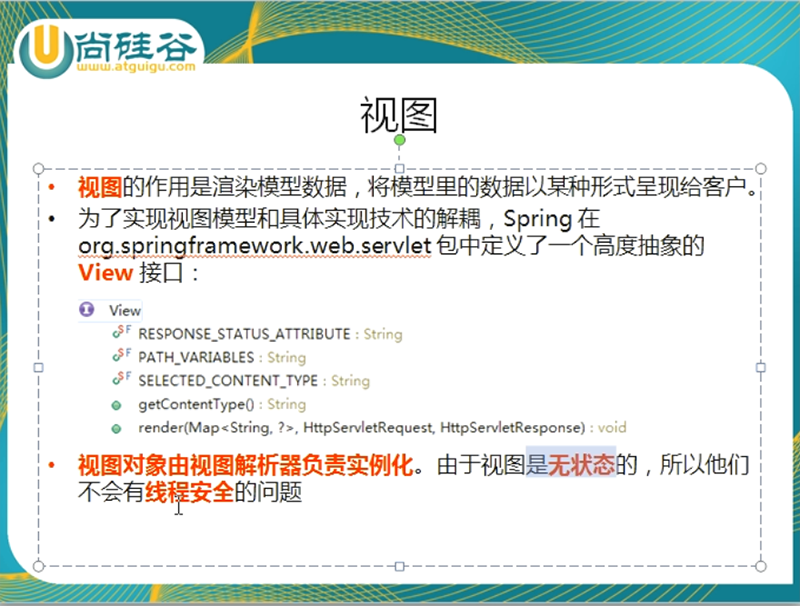 尚硅谷
www.atguigu.com
视图
• 视图的作用是渲染模型数据，将模型里的数据以某种形式呈现给客户。
• 为了实现视图模型和具体实现技术的解耦，Spring 在
org.springframework.web.servlet 包中定义了一个高度抽象的
View 接口：
I View
S F RESPONSE_STATUS_ATTRIBUTE : String
S F PATH_VARIABLES : String
S F SELECTED_CONTENT_TYPE : String
getContentType() : String
render(Map<String, ?>, HttpServletRequest, HttpServletResponse) : void
• 视图对象由视图解析器负责实例化。由于视图是无状态的，所以他们
不会有线程安全的问题